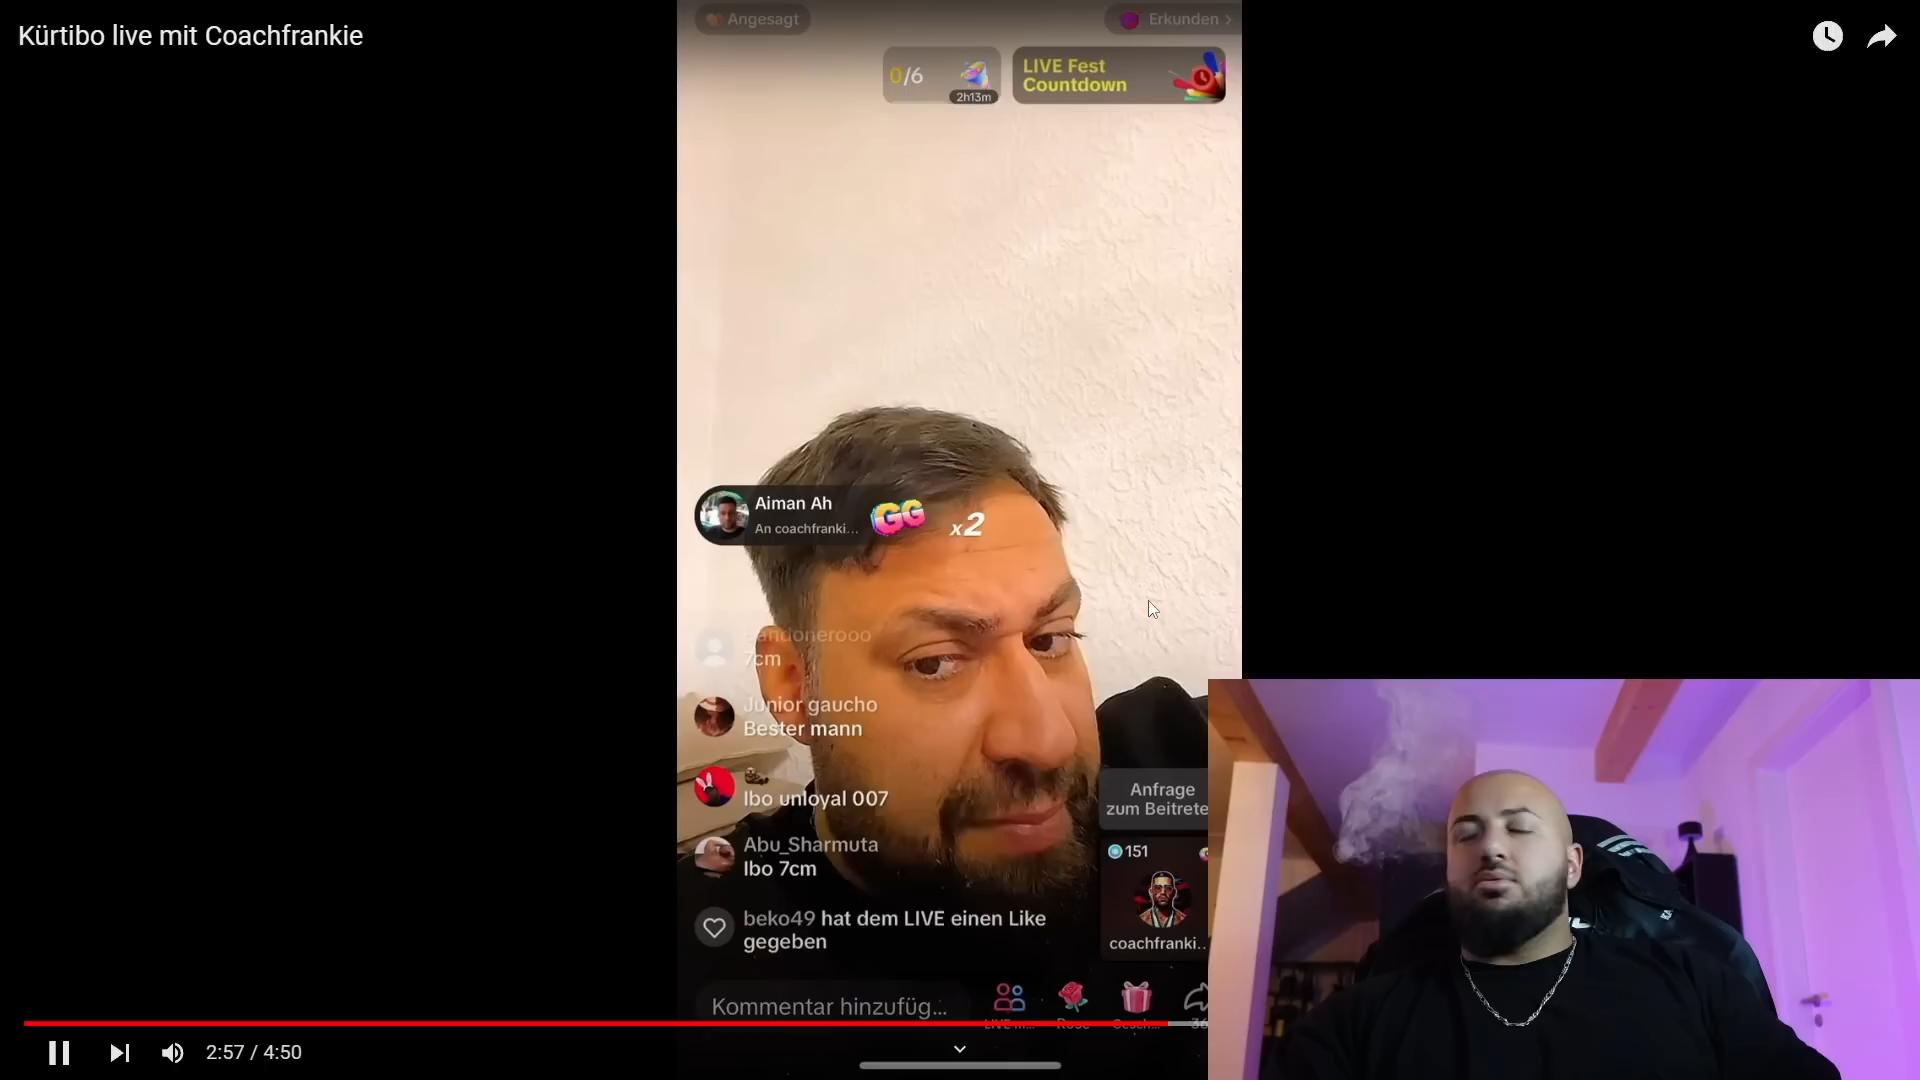 Kürtibo live mit Coachfrankie
Angesagt
Erkunden >
0/6
2h13m
LIVE Fest
Countdown
Aiman Ah
An coachfranki...
GG
x2
7cm
Junior gaucho
Bester mann
Ibo unloyal 007
Abu_Sharmuta
Ibo 7cm
beko49 hat dem LIVE einen Like
gegeben
Anfrage
zum Beitrete
151
coachfranki..
Kommentar hinzufüg...
Rose
2:57 / 4:50